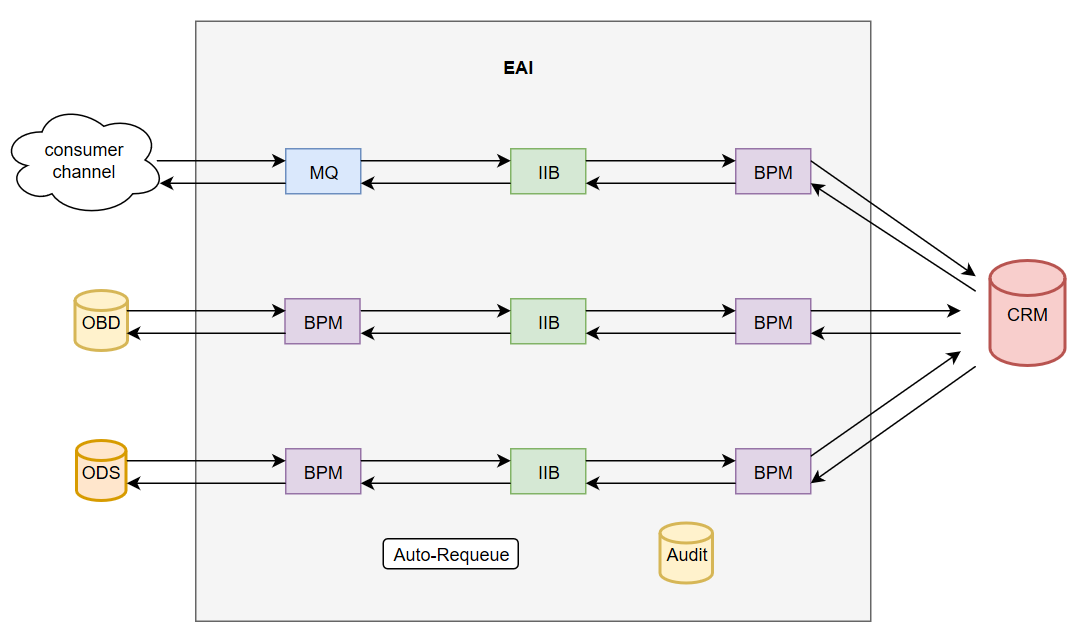 EAI
consumer
channel
MQ
IIB
BPM
OBD
BPM
IIB
BPM
CRM
ODS
BPM
IIB
BPM
Auto-Requeue
Audit